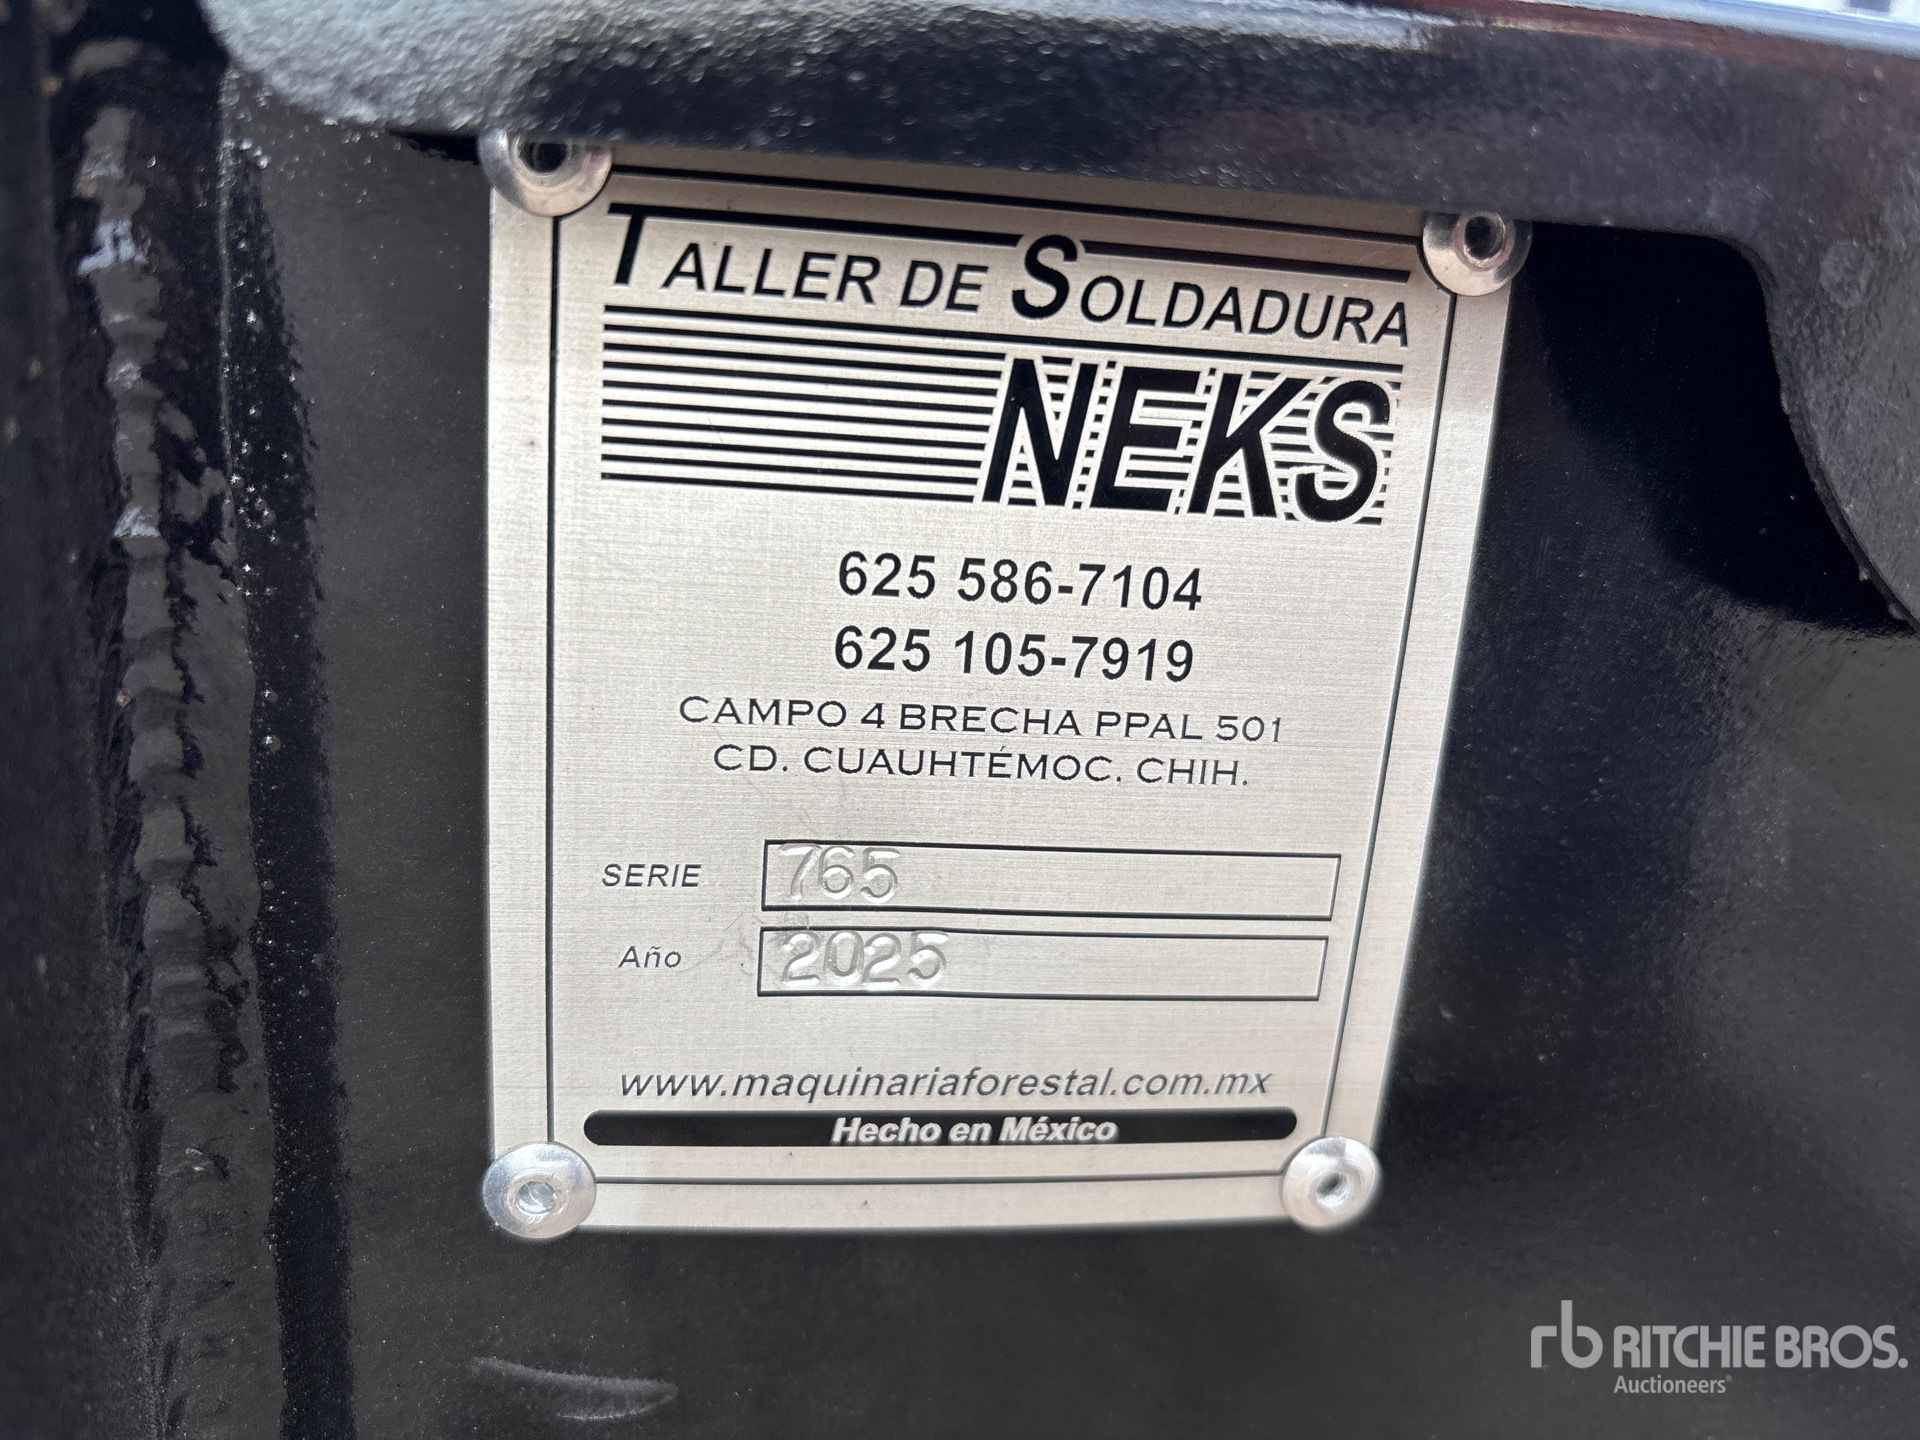 TALLER DE SOLDADURA
NEKS
625 586-7104
625 105-7919
CAMPO 4 BRECHA PPAL 501
CD. CUAUHTÉMOC, CHIH.
SERIE 765
Año 2025
www.maquinariaforestal.com.mx
Hecho en México
rb RITCHIE BROS.
Auctioneers